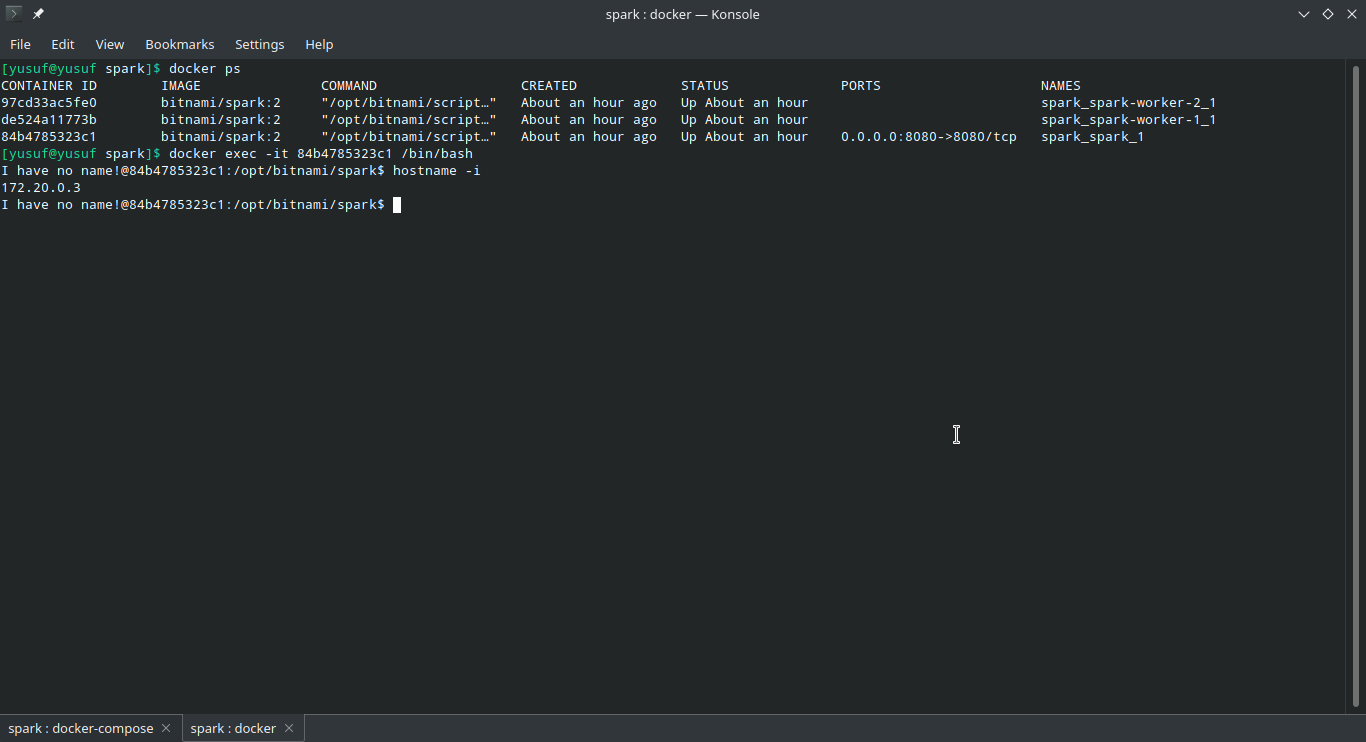 spark : docker — Konsole
File Edit View Bookmarks Settings Help
[yusuf@yusuf spark]$ docker ps
CONTAINER ID        IMAGE               COMMAND                  CREATED             STATUS              PORTS                    NAMES
97cd33ac5fe0        bitnami/spark:2     "/opt/bitnami/script…"   About an hour ago   Up About an hour                             spark_spark-worker-2_1
de524a11773b        bitnami/spark:2     "/opt/bitnami/script…"   About an hour ago   Up About an hour                             spark_spark-worker-1_1
84b4785323c1        bitnami/spark:2     "/opt/bitnami/script…"   About an hour ago   Up About an hour    0.0.0.0:8080->8080/tcp   spark_spark_1
[yusuf@yusuf spark]$ docker exec -it 84b4785323c1 /bin/bash
I have no name!@84b4785323c1:/opt/bitnami/spark$ hostname -i
172.20.0.3
I have no name!@84b4785323c1:/opt/bitnami/spark$
spark : docker-compose
spark : docker